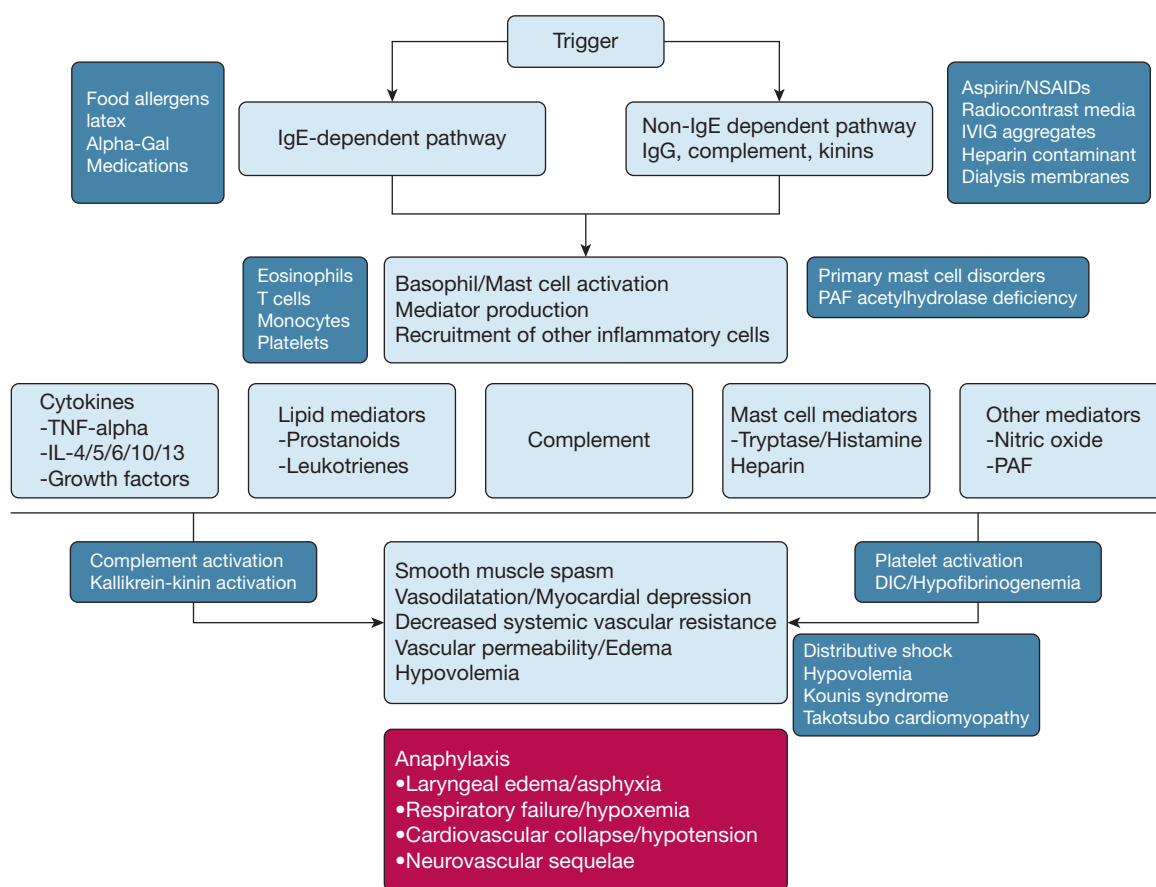 Trigger
Food allergens
latex
Alpha-Gal
Medications
IgE-dependent pathway
Non-IgE dependent pathway
IgG, complement, kinins
Aspirin/NSAIDs
Radiocontrast media
IVIG aggregates
Heparin contaminant
Dialysis membranes
Eosinophils
T cells
Monocytes
Platelets
Basophil/Mast cell activation
Mediator production
Recruitment of other inflammatory cells
Primary mast cell disorders
PAF acetylhydrolase deficiency
Cytokines
-TNF-alpha
-IL-4/5/6/10/13
-Growth factors
Lipid mediators
-Prostanoids
-Leukotrienes
Complement
Mast cell mediators
-Tryptase/Histamine
Heparin
Other mediators
-Nitric oxide
-PAF
Complement activation
Kallikrein-kinin activation
Smooth muscle spasm
Vasodilatation/Myocardial depression
Decreased systemic vascular resistance
Vascular permeability/Edema
Hypovolemia
Platelet activation
DIC/Hypofibrinogenemia
Distributive shock
Hypovolemia
Kounis syndrome
Takotsubo cardiomyopathy
Anaphylaxis
•Laryngeal edema/asphyxia
•Respiratory failure/hypoxemia
•Cardiovascular collapse/hypotension
•Neurovascular sequelae